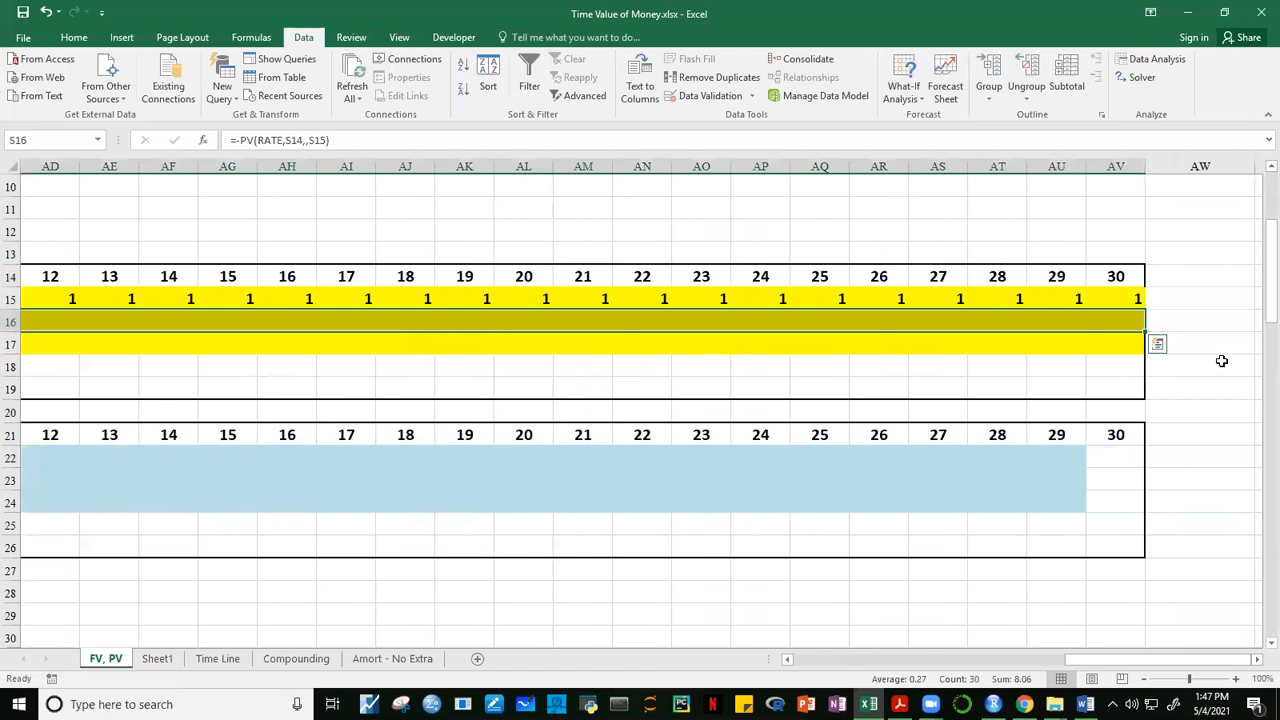 Time Value of Money.xlsx - Excel
File Home Insert Page Layout Formulas Data Review View Developer Tell me what you want to do... Sign in Share
From Access
From Web
From Text
From Other Sources
Existing Connections
Get External Data
New Query
Show Queries
From Table
Recent Sources
Get & Transform
Refresh All
Connections
Properties
Edit Links
Connections
Sort
Filter
Clear
Reapply
Advanced
Sort & Filter
Text to Columns
Flash Fill
Remove Duplicates
Data Validation
Consolidate
Relationships
Manage Data Model
Data Tools
What-If Analysis
Forecast Sheet
Forecast
Group
Ungroup
Subtotal
Outline
Data Analysis
Solver
Analyze
S16 fx =-PV(RATE,S14,,S15)
AD AE AF AG AH AI AJ AK AL AM AN AO AP AQ AR AS AT AU AV AW
10
11
12
13
14 12 13 14 15 16 17 18 19 20 21 22 23 24 25 26 27 28 29 30
15 1 1 1 1 1 1 1 1 1 1 1 1 1 1 1 1 1 1 1
16
17
18
19
20
21 12 13 14 15 16 17 18 19 20 21 22 23 24 25 26 27 28 29 30
22
23
24
25
26
27
28
29
30
FV, PV Sheet1 Time Line Compounding Amort - No Extra
Ready Average: 0.27 Count: 30 Sum: 8.06 100%
Type here to search
4:47 PM
5/4/2021